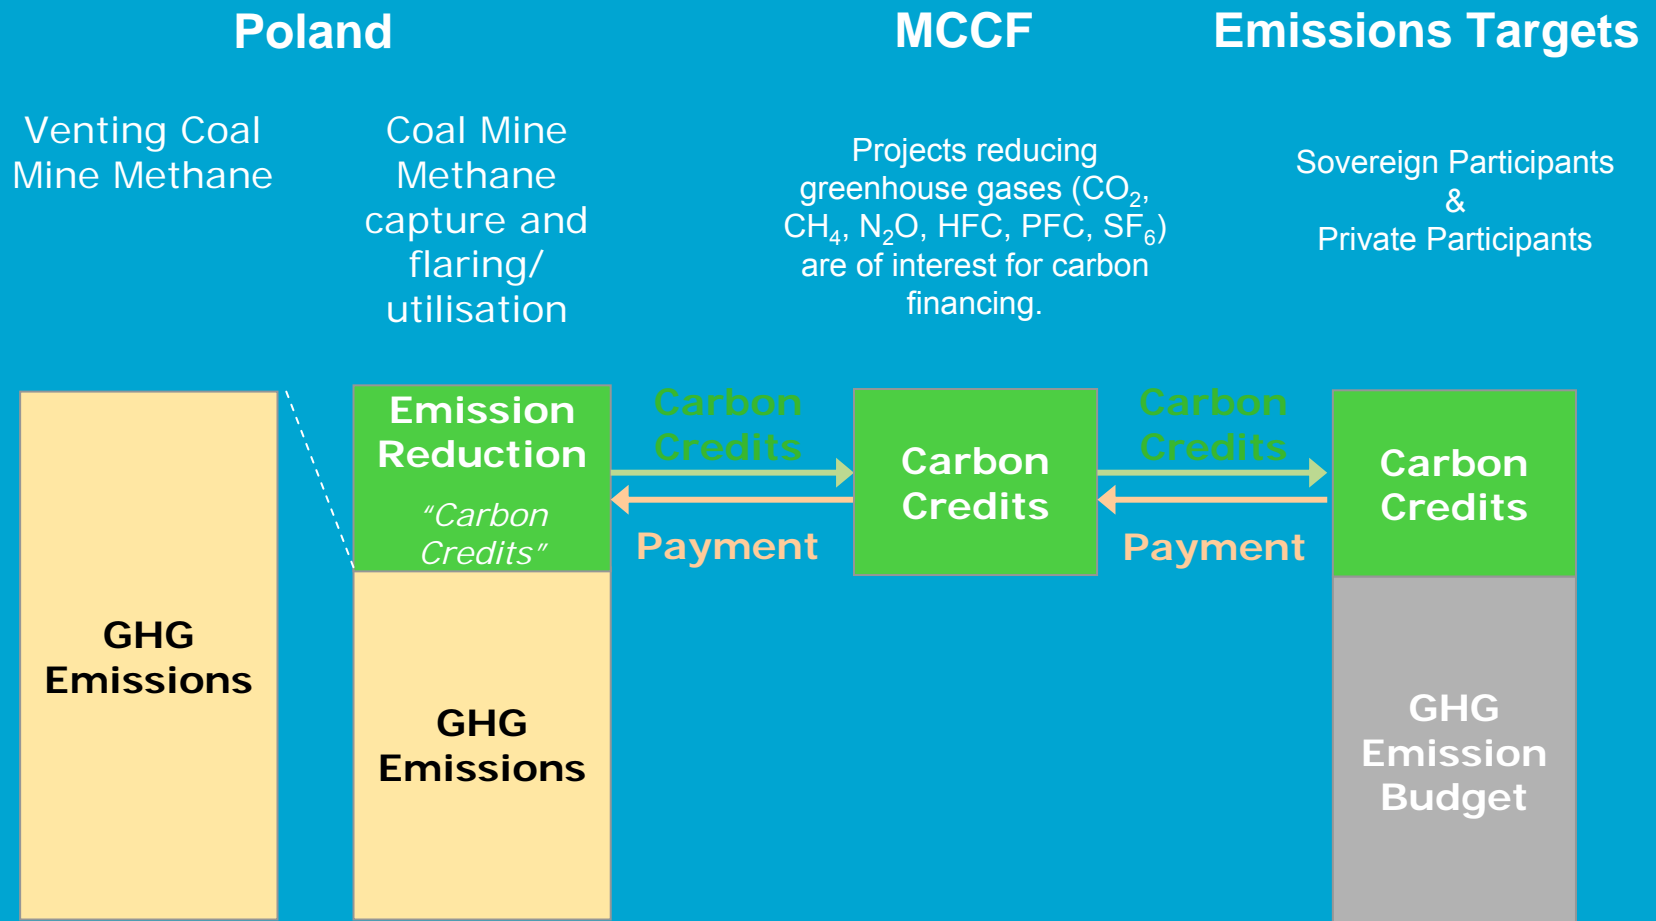 Poland
MCCF
Emissions Targets
Venting Coal
Mine Methane
Coal Mine
Methane
capture and
flaring/
utilisation
Projects reducing
greenhouse gases (CO₂,
CH₄, N₂O, HFC, PFC, SF₆)
are of interest for carbon
financing.
Sovereign Participants
&
Private Participants
GHG
Emissions
Emission
Reduction
“Carbon
Credits”
GHG
Emissions
Carbon
Credits
Payment
Carbon
Credits
Carbon
Credits
Payment
Carbon
Credits
GHG
Emission
Budget